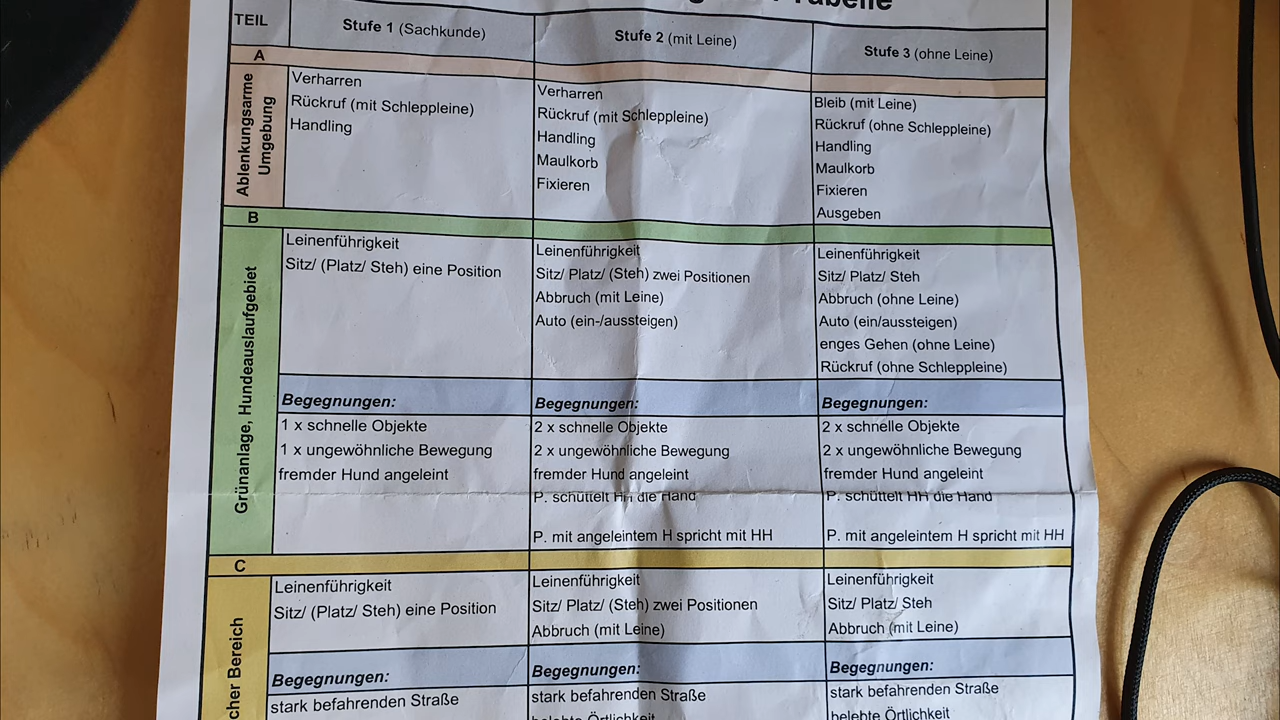 Tabelle
TEIL
Stufe 1 (Sachkunde)
Stufe 2 (mit Leine)
Stufe 3 (ohne Leine)
A
Ablenkungsarme
Umgebung
Verharren
Rückruf (mit Schleppleine)
Handling
Verharren
Rückruf (mit Schleppleine)
Handling
Maulkorb
Fixieren
Bleib (mit Leine)
Rückruf (ohne Schleppleine)
Handling
Maulkorb
Fixieren
Ausgeben
B
Grünanlage, Hundeauslaufgebiet
Leinenführigkeit
Sitz/ (Platz/ Steh) eine Position
Leinenführigkeit
Sitz/ Platz/ (Steh) zwei Positionen
Abbruch (mit Leine)
Auto (ein-/aussteigen)
Leinenführigkeit
Sitz/ Platz/ Steh
Abbruch (ohne Leine)
Auto (ein/aussteigen)
enges Gehen (ohne Leine)
Rückruf (ohne Schleppleine)
Begegnungen:
Begegnungen:
Begegnungen:
1 x schnelle Objekte
1 x ungewöhnliche Bewegung
fremder Hund angeleint
2 x schnelle Objekte
2 x ungewöhnliche Bewegung
fremder Hund angeleint
P. schüttelt HH die Hand
P. mit angeleintem H spricht mit HH
2 x schnelle Objekte
2 x ungewöhnliche Bewegung
fremder Hund angeleint
P. schüttelt HH die Hand
P. mit angeleintem H spricht mit HH
C
cher Bereich
Leinenführigkeit
Sitz/ (Platz/ Steh) eine Position
Leinenführigkeit
Sitz/ Platz/ (Steh) zwei Positionen
Abbruch (mit Leine)
Leinenführigkeit
Sitz/ Platz/ Steh
Abbruch (mit Leine)
Begegnungen:
Begegnungen:
Begegnungen:
stark befahrenden Straße
stark befahrenden Straße
belebte Örtlichkeit
stark befahrenden Straße
belebte Örtlichkeit